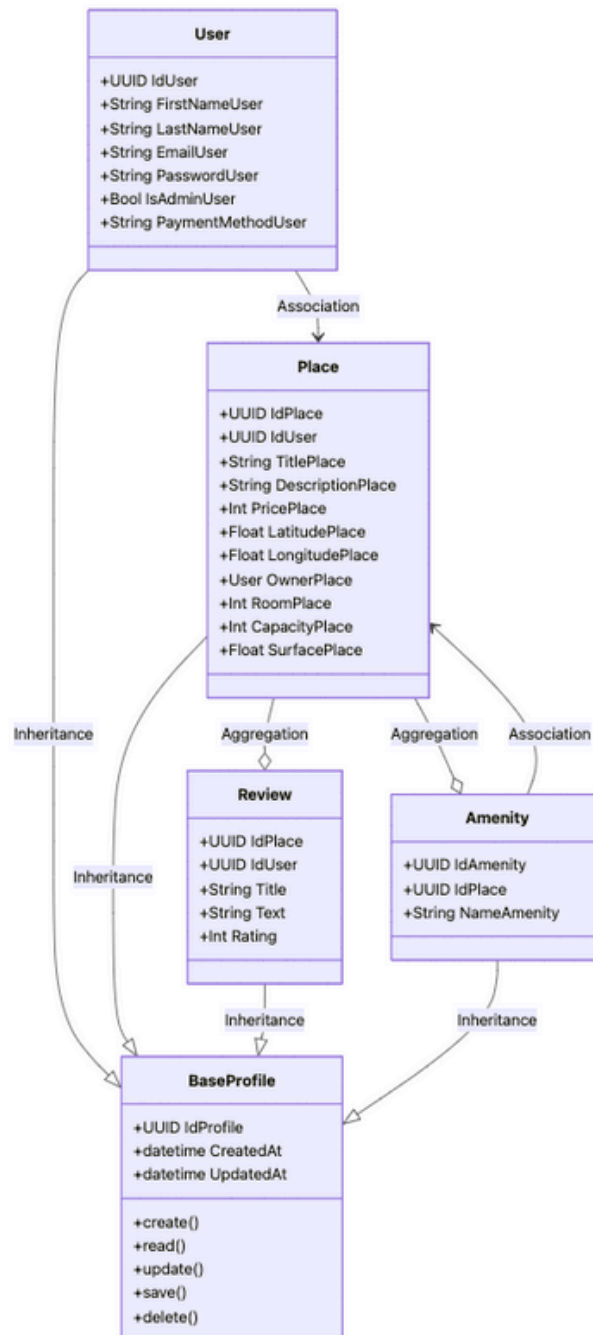 User
+UUID IdUser
+String FirstNameUser
+String LastNameUser
+String EmailUser
+String PasswordUser
+Bool IsAdminUser
+String PaymentMethodUser
Association
Place
+UUID IdPlace
+UUID IdUser
+String TitlePlace
+String DescriptionPlace
+Int PricePlace
+Float LatitudePlace
+Float LongitudePlace
+User OwnerPlace
+Int RoomPlace
+Int CapacityPlace
+Float SurfacePlace
Inheritance
Aggregation
Aggregation
Association
Review
+UUID IdPlace
+UUID IdUser
+String Title
+String Text
+Int Rating
Amenity
+UUID IdAmenity
+UUID IdPlace
+String NameAmenity
Inheritance
Inheritance
Inheritance
BaseProfile
+UUID IdProfile
+datetime CreatedAt
+datetime UpdatedAt
+create()
+read()
+update()
+save()
+delete()